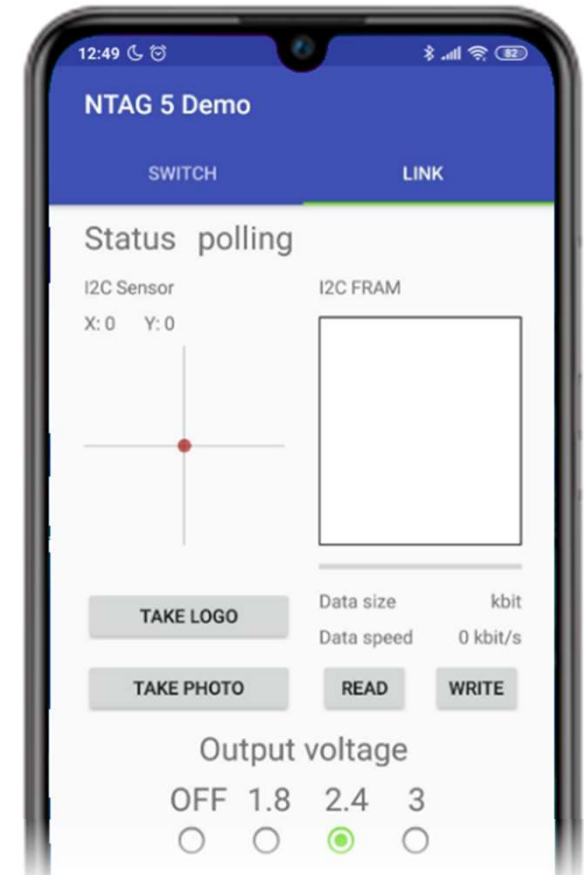 12:49 82
NTAG 5 Demo
SWITCH LINK
Status polling
I2C Sensor I2C FRAM
X: 0 Y: 0
TAKE LOGO
Data size kbit
Data speed 0 kbit/s
TAKE PHOTO READ WRITE
Output voltage
OFF 1.8 2.4 3